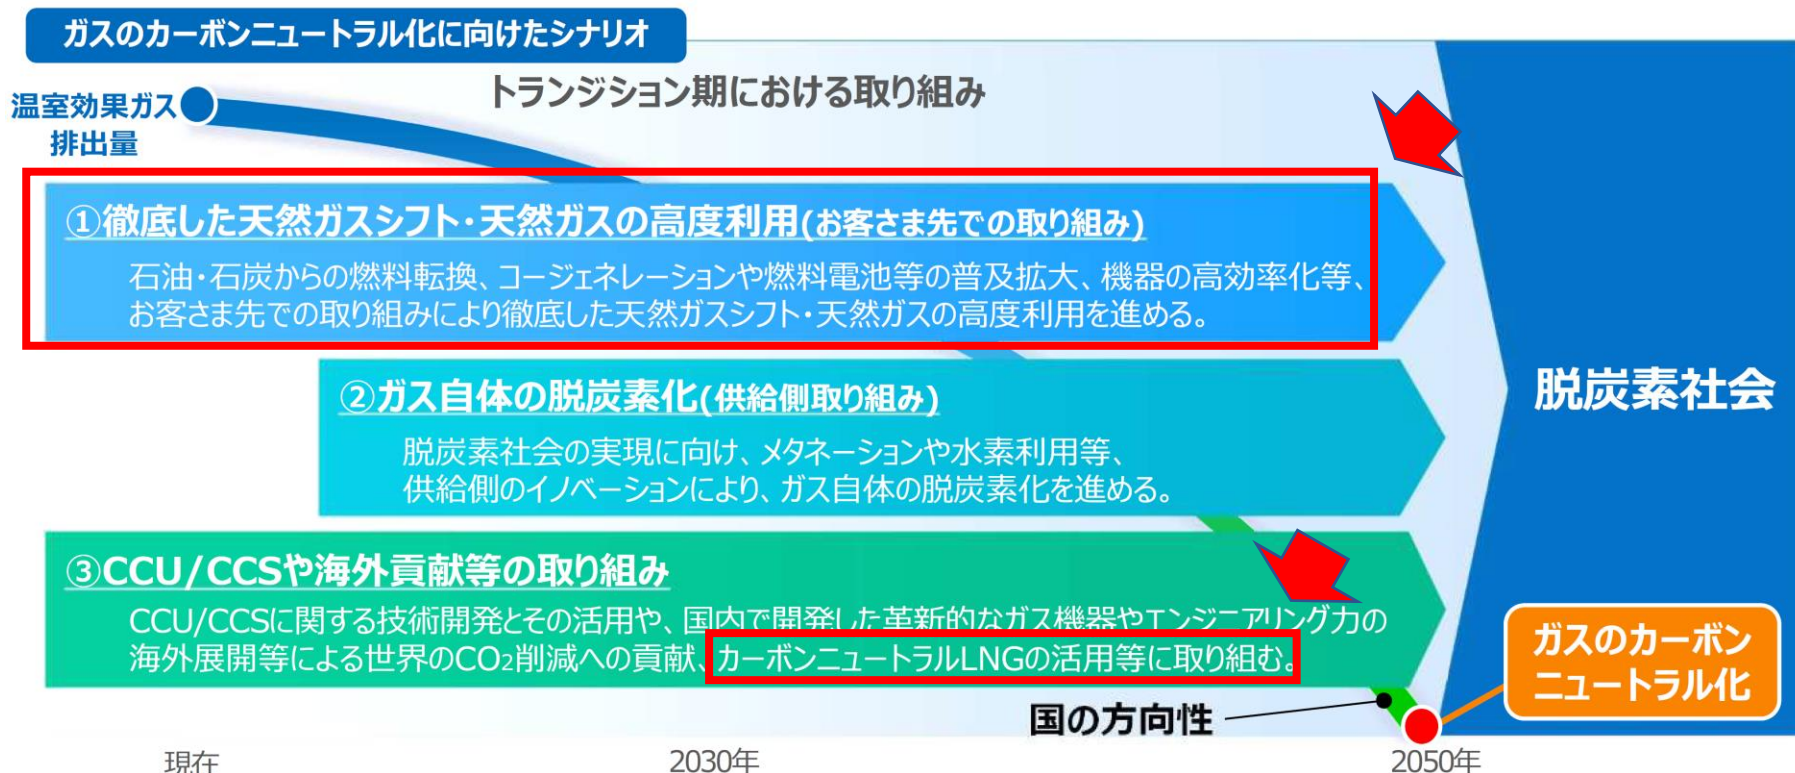 ガスのカーボンニュートラル化に向けたシナリオ
トランジション期における取り組み
温室効果ガス
排出量
①徹底した天然ガスシフト・天然ガスの高度利用(お客さま先での取り組み)
石油・石炭からの燃料転換、コージェネレーションや燃料電池等の普及拡大、機器の高効率化等、
お客さま先での取り組みにより徹底した天然ガスシフト・天然ガスの高度利用を進める。
②ガス自体の脱炭素化(供給側取り組み)
脱炭素社会の実現に向け、メタネーションや水素利用等、
供給側のイノベーションにより、ガス自体の脱炭素化を進める。
脱炭素社会
③CCU/CCSや海外貢献等の取り組み
CCU/CCSに関する技術開発とその活用や、国内で開発した革新的なガス機器やエンジニアリング力の
海外展開等による世界のCO₂削減への貢献、カーボンニュートラルLNGの活用等に取り組む。
ガスのカーボン
ニュートラル化
国の方向性
現在
2030年
2050年